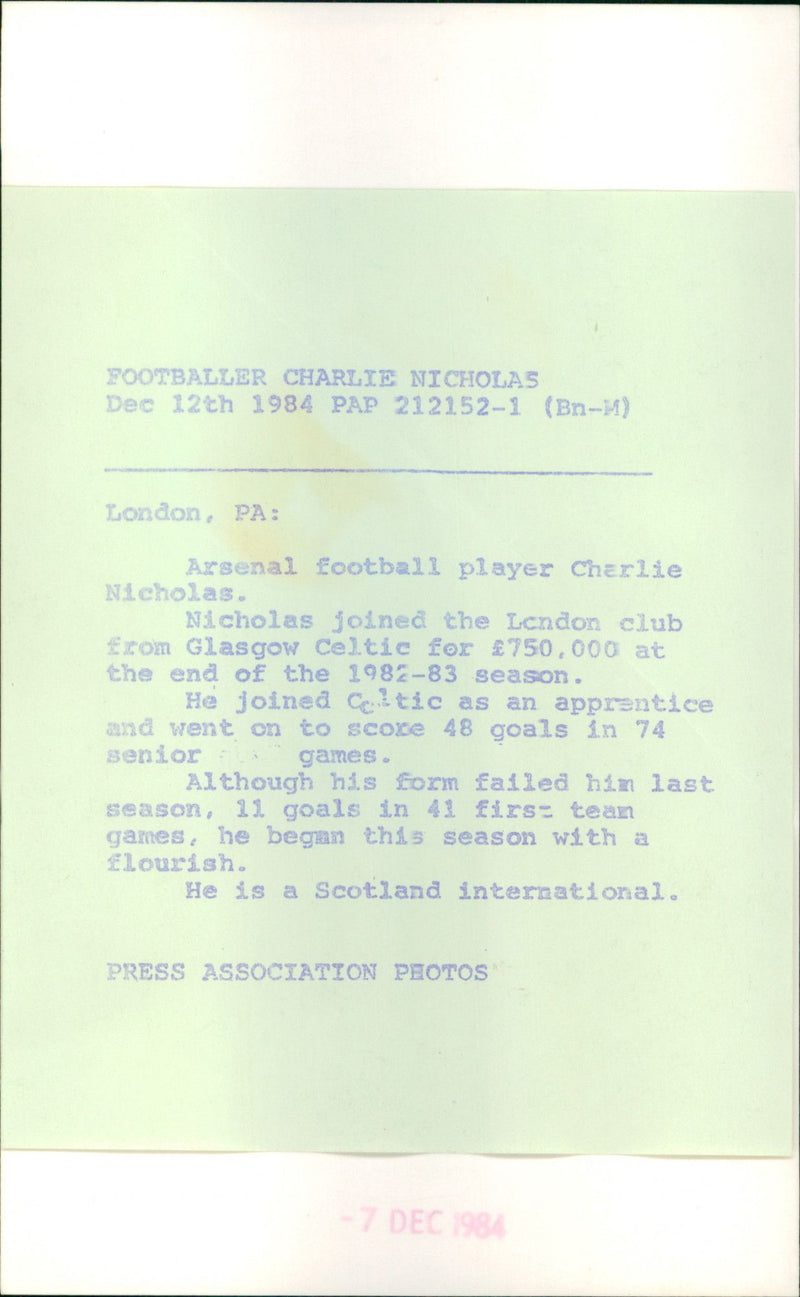 FOOTBALLER CHARLIE NICHOLAS
Dec 12th 1984 PAP 212152-1 (Bn-M)
London, PA:
Arsenal football player Charlie
Nicholas.
Nicholas joined the London club
from Glasgow Celtic for £750,000 at
the end of the 1982-83 season.
He joined Celtic as an apprentice
and went on to score 48 goals in 74
senior games.
Although his form failed him last
season, 11 goals in 41 first team
games, he began this season with a
flourish.
He is a Scotland international.
PRESS ASSOCIATION PHOTOS
-7 DEC 1984